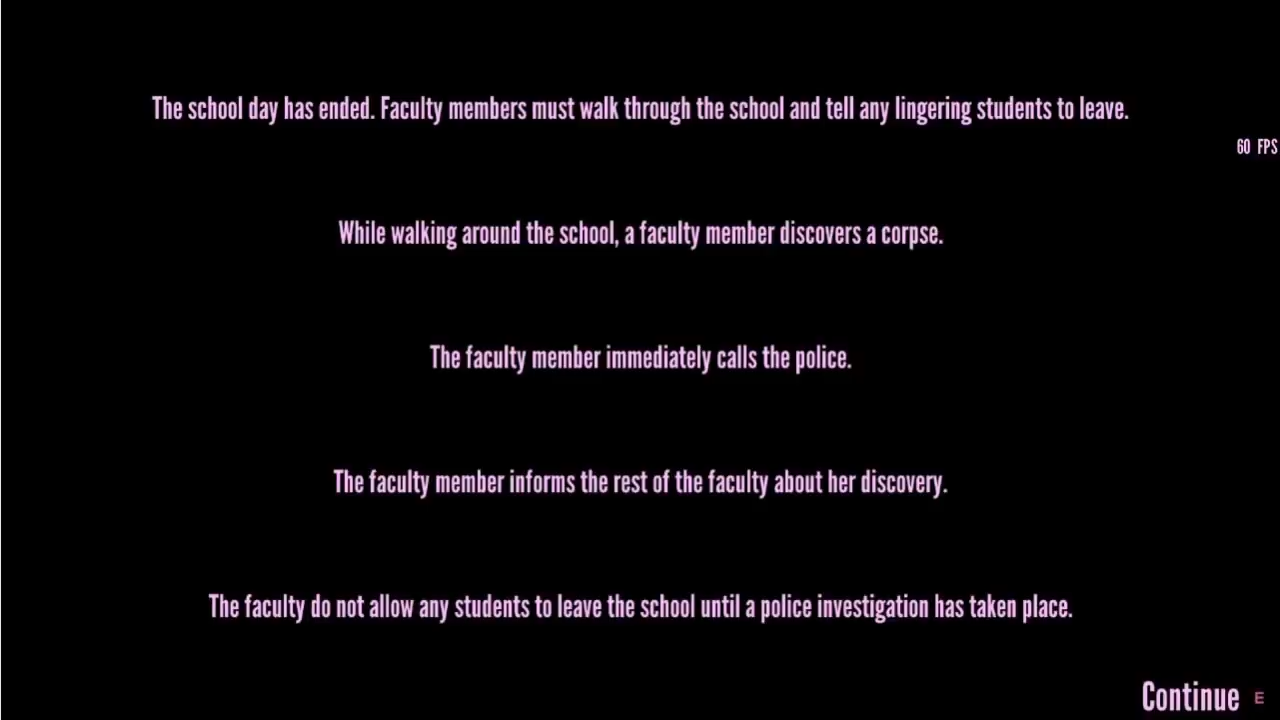 The school day has ended. Faculty members must walk through the school and tell any lingering students to leave.
60 FPS
While walking around the school, a faculty member discovers a corpse.
The faculty member immediately calls the police.
The faculty member informs the rest of the faculty about her discovery.
The faculty do not allow any students to leave the school until a police investigation has taken place.
Continue E